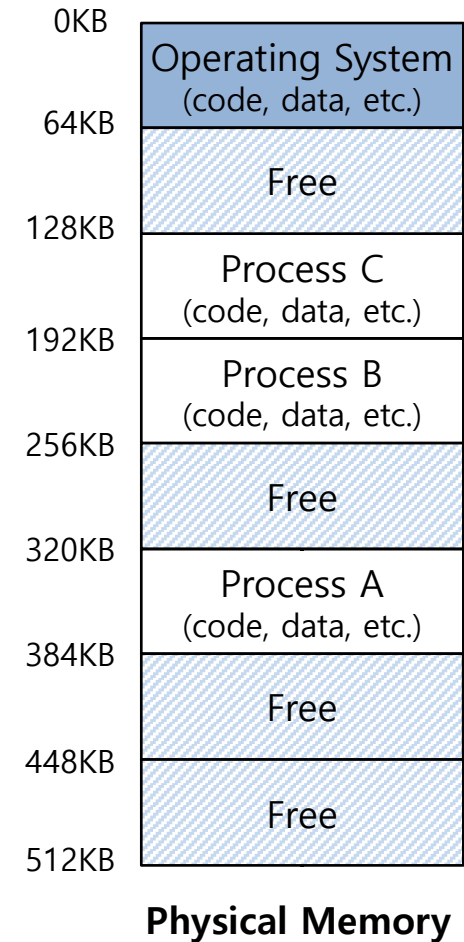 0KB
Operating System
(code, data, etc.)
64KB
Free
128KB
Process C
(code, data, etc.)
192KB
Process B
(code, data, etc.)
256KB
Free
320KB
Process A
(code, data, etc.)
384KB
Free
448KB
Free
512KB
Physical Memory